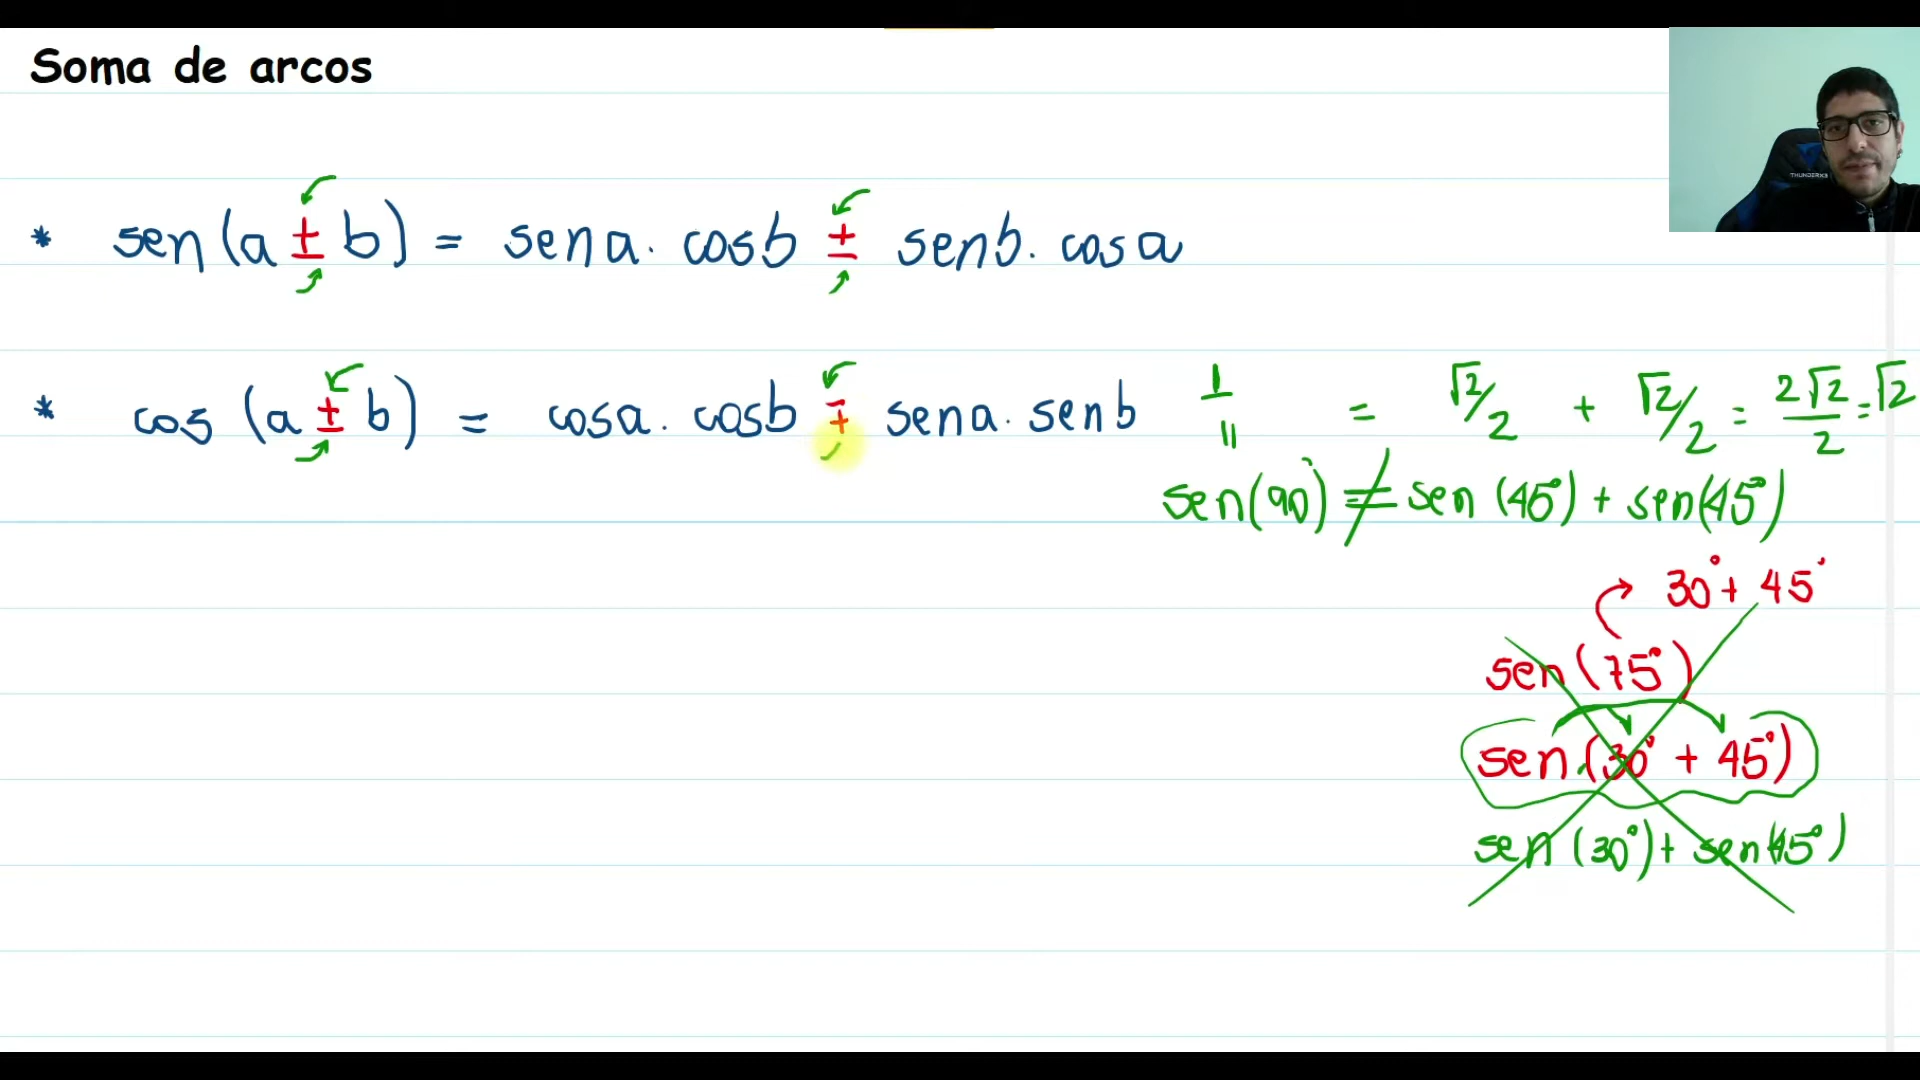 Soma de arcos
* sen(a ± b) = sen a . cos b ± sen b . cos a
* cos (a ± b) = cos a . cos b ∓ sen a . sen b
1 = √2/2 + √2/2 = 2√2/2 = √2
=
sen(90°) ≠ sen (45°) + sen(45°)
30° + 45°
sen (75°)
sen.(30° + 45°)
sen (30°) + sen(45°)
THUNDERX3